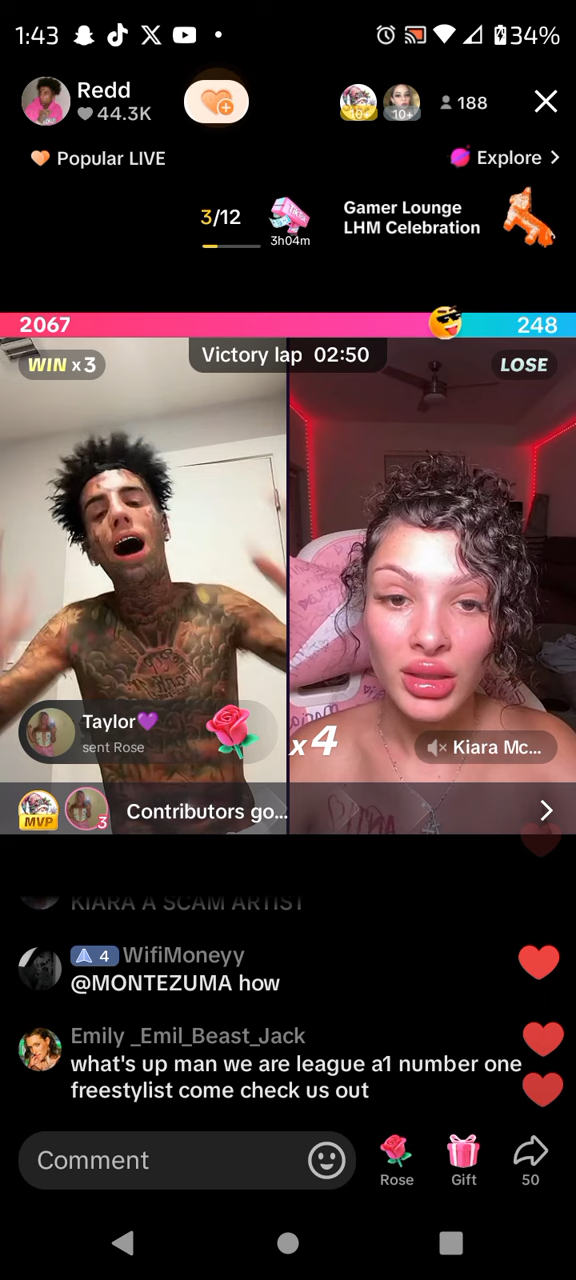 1:43
34%
Redd
44.3K
10+
10+
188
Popular LIVE
Explore
3/12
3h04m
Gamer Lounge
LHM Celebration
2067
248
WIN x3
Victory lap 02:50
LOSE
Taylor💜
sent Rose
x4
Kiara Mc...
MVP
3
Contributors go...
KIARA A SCAM ARTIST
4
WifiMoneyy
@MONTEZUMA how
Emily _Emil_Beast_Jack
what's up man we are league a1 number one
freestylist come check us out
Comment
Rose
Gift
50